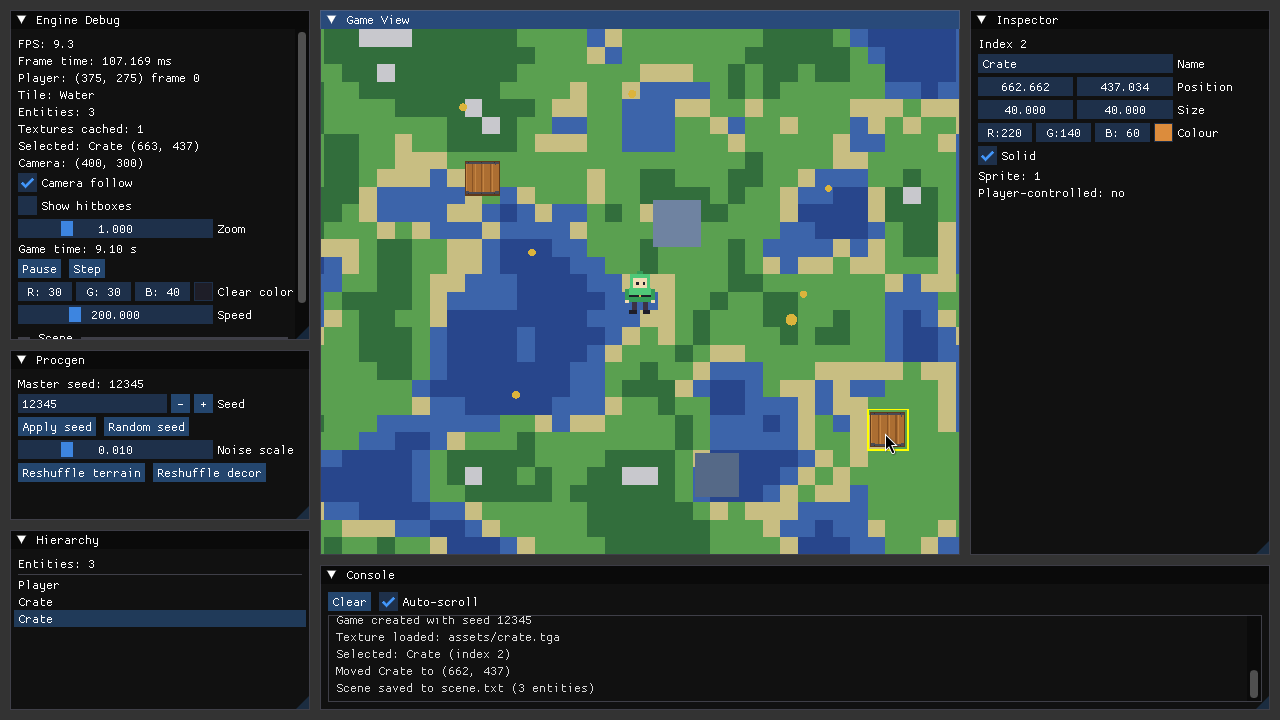 Engine Debug
FPS: 9.3
Frame time: 107.169 ms
Player: (375, 275) frame 0
Tile: Water
Entities: 3
Textures cached: 1
Selected: Crate (663, 437)
Camera: (400, 300)
Camera follow
Show hitboxes
1.000 Zoom
Game time: 9.10 s
Pause Step
R: 30 G: 30 B: 40 Clear color
200.000 Speed
Scene
Procgen
Master seed: 12345
12345 - + Seed
Apply seed Random seed
0.010 Noise scale
Reshuffle terrain Reshuffle decor
Hierarchy
Entities: 3
Player
Crate
Crate
Game View
Console
Clear Auto-scroll
Game created with seed 12345
Texture loaded: assets/crate.tga
Selected: Crate (index 2)
Moved Crate to (662, 437)
Scene saved to scene.txt (3 entities)
Inspector
Index 2
Crate Name
662.662 437.034 Position
40.000 40.000 Size
R:220 G:140 B: 60 Colour
Solid
Sprite: 1
Player-controlled: no